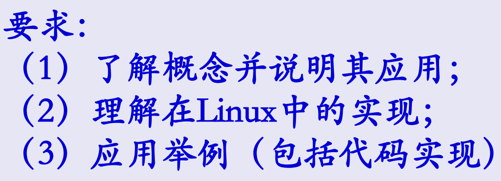 要求：
（1）了解概念并说明其应用；
（2）理解在Linux中的实现；
（3）应用举例（包括代码实现）